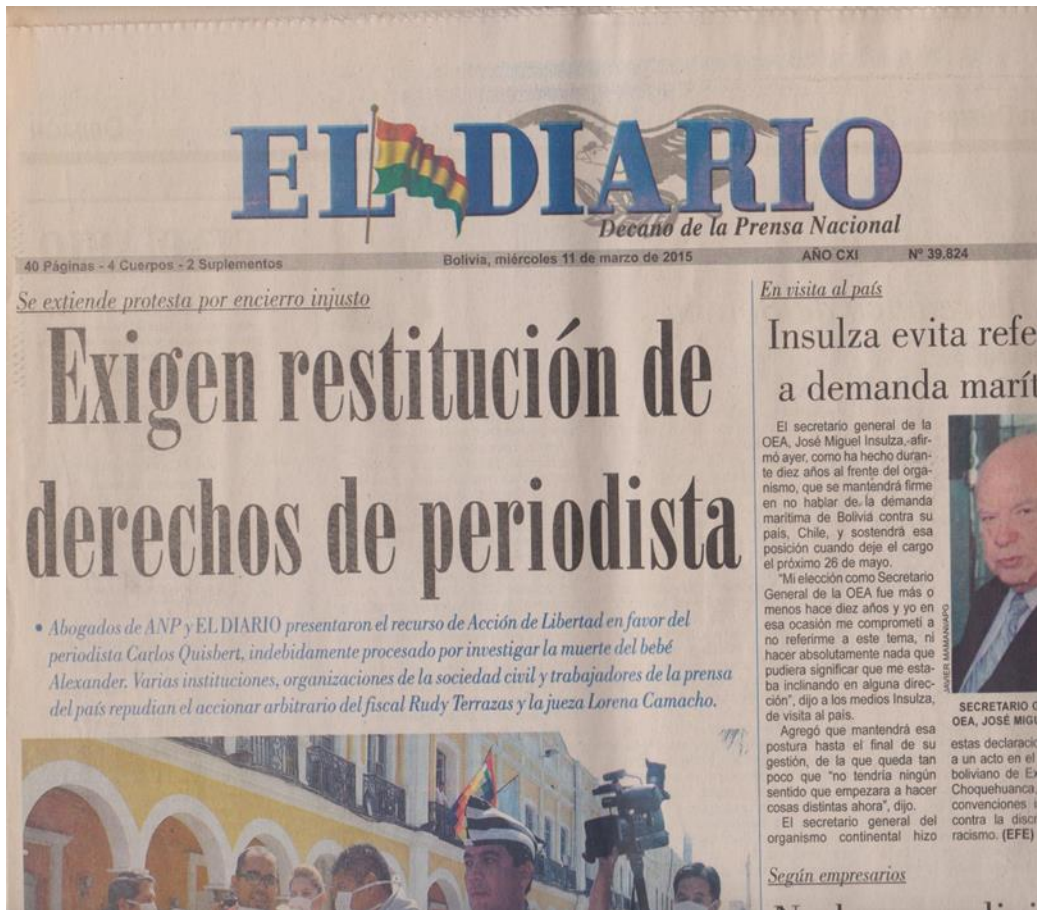 EL DIARIO
Decano de la Prensa Nacional
40 Páginas - 4 Cuerpos - 2 Suplementos
Bolivia, miércoles 11 de marzo de 2015
AÑO CXI
Nº 39.824
Se extiende protesta por encierro injusto
Exigen restitución de
derechos de periodista
• Abogados de ANP y EL DIARIO presentaron el recurso de Acción de Libertad en favor del
periodista Carlos Quisbert, indebidamente procesado por investigar la muerte del bebé
Alexander. Varias instituciones, organizaciones de la sociedad civil y trabajadores de la prensa
del país repudian el accionar arbitrario del fiscal Rudy Terrazas y la jueza Lorena Camacho.
En visita al país
Insulza evita refe
a demanda marít
El secretario general de la
OEA, José Miguel Insulza, afir-
mó ayer, como ha hecho duran-
te diez años al frente del orga-
nismo, que se mantendrá firme
en no hablar de la demanda
marítima de Bolivia contra su
país, Chile, y sostendrá esa
posición cuando deje el cargo
el próximo 26 de mayo.
"Mi elección como Secretario
General de la OEA fue más o
menos hace diez años y yo en
esa ocasión me comprometí a
no referirme a este tema, ni
hacer absolutamente nada que
pudiera significar que me esta-
ba inclinando en alguna direc-
ción", dijo a los medios Insulza,
de visita al país.
Agregó que mantendrá esa
postura hasta el final de su
gestión, de la que queda tan
poco que "no tendría ningún
sentido que empezara a hacer
cosas distintas ahora", dijo.
El secretario general del
organismo continental hizo
JAVIER MAMANI/APG
SECRETARIO
OEA, JOSÉ MIGU
estas declaracio
a un acto en el
boliviano de Ex
Choquehuanca,
convenciones
contra la discr
racismo. (EFE)
Según empresarios